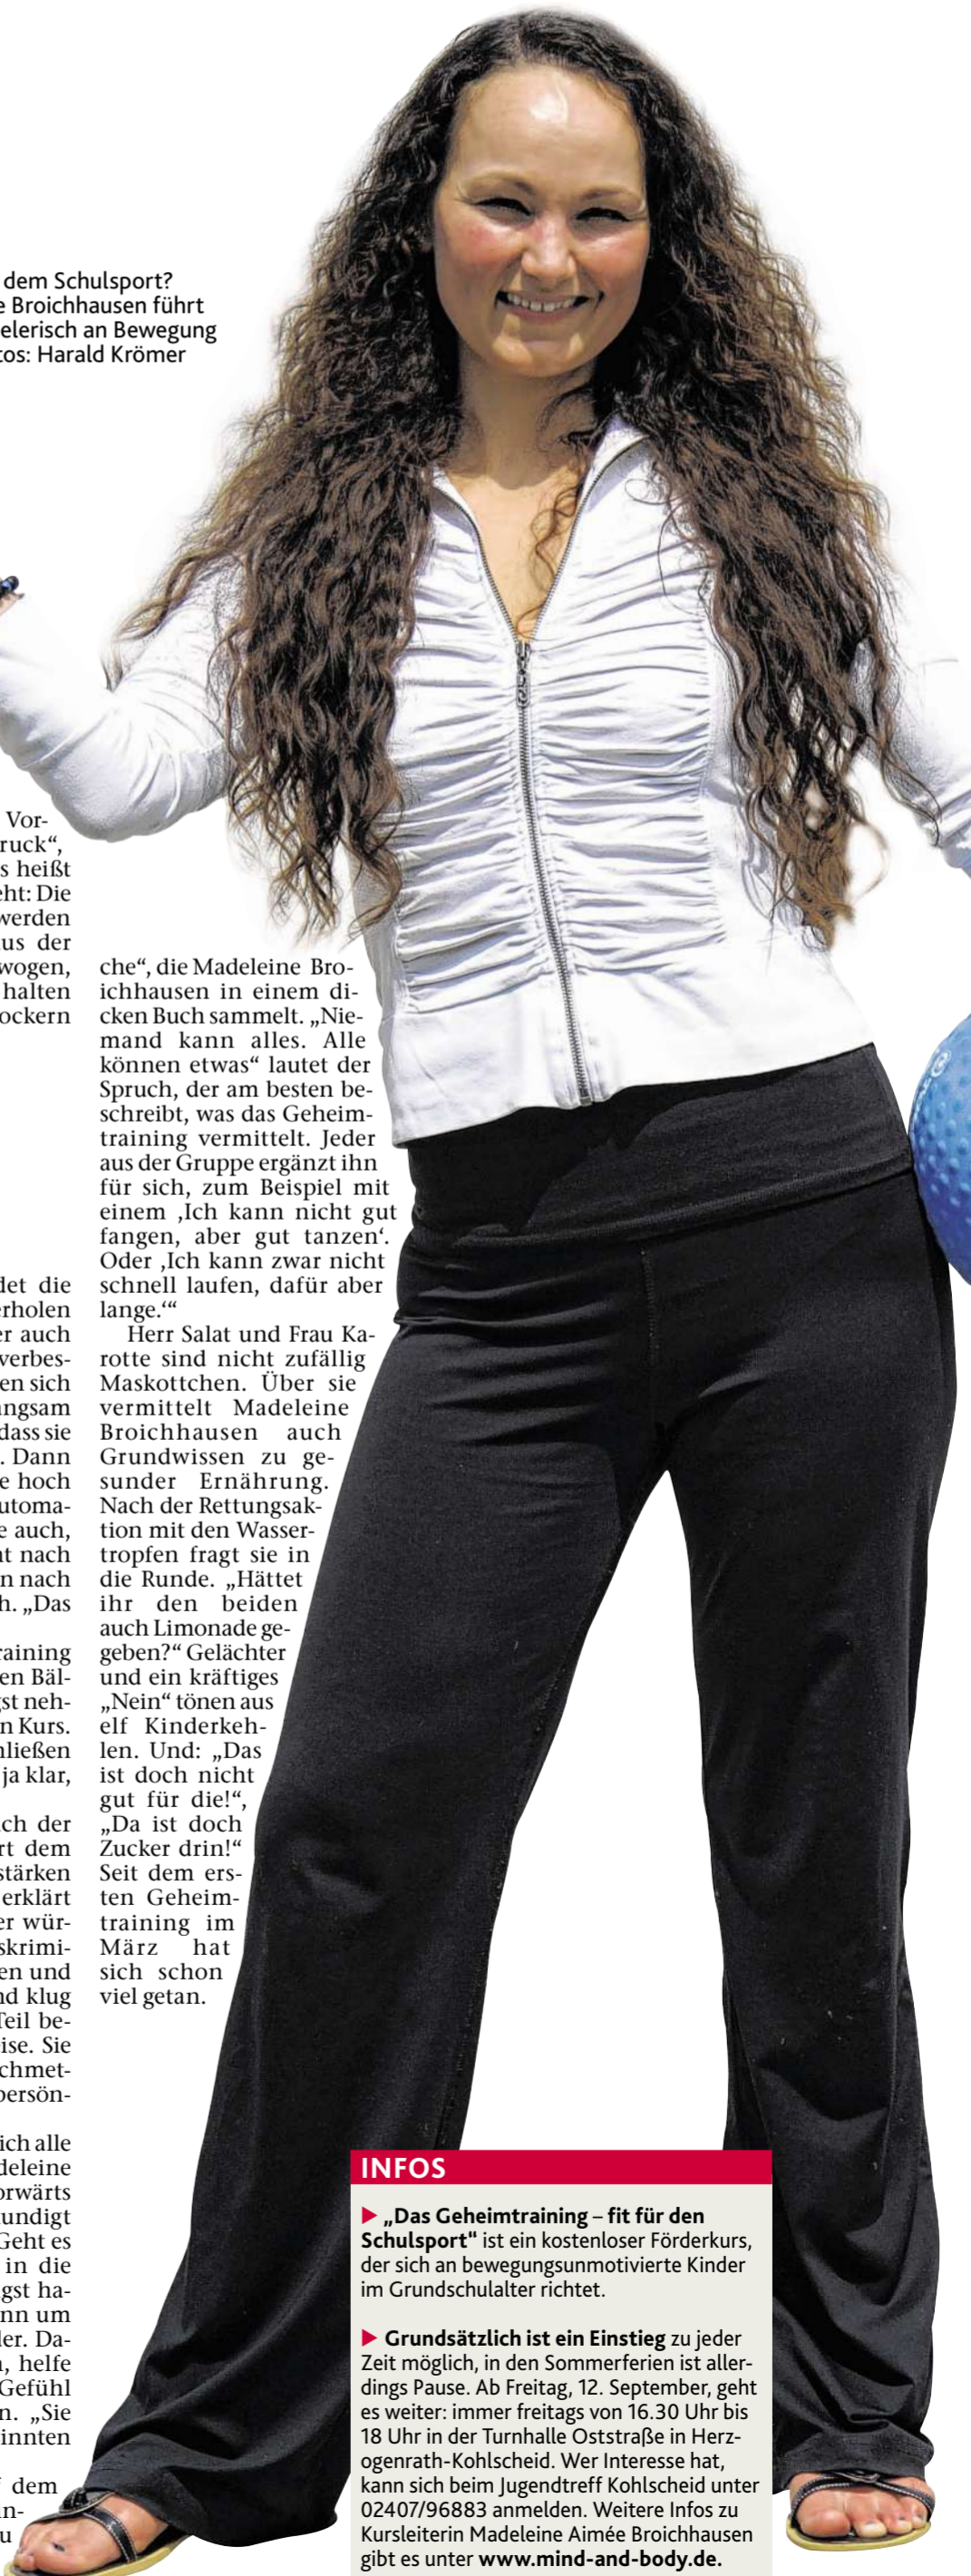 dem Schulsport?
e Broichhausen führt
elerisch an Bewegung
tos: Harald Krömer
Vor-
ruck“,
s heißt
eht: Die
werden
us der
wogen,
halten
ockern
det die
erholen
er auch
verbes-
en sich
ngsam
dass sie
. Dann
e hoch
utoma-
e auch,
nt nach
n nach
h. „Das
raining
en Bäl-
gst neh-
n Kurs.
hließen
ja klar,
ch der
rt dem
stärken
erklärt
er wür-
skrimi-
en und
nd klug
Teil be-
ise. Sie
chmet-
persön-
ich alle
deleine
orwärts
undigt
Geht es
in die
gst ha-
nn um
ler. Da-
, helfe
Gefühl
n. „Sie
innten
dem
in-
u
che“, die Madeleine Bro-
ichhausen in einem di-
cken Buch sammelt. „Nie-
mand kann alles. Alle
können etwas“ lautet der
Spruch, der am besten be-
schreibt, was das Geheim-
training vermittelt. Jeder
aus der Gruppe ergänzt ihn
für sich, zum Beispiel mit
einem ‚Ich kann nicht gut
fangen, aber gut tanzen‘.
Oder ‚Ich kann zwar nicht
schnell laufen, dafür aber
lange.‘“
Herr Salat und Frau Ka-
rotte sind nicht zufällig
Maskottchen. Über sie
vermittelt Madeleine
Broichhausen auch
Grundwissen zu ge-
sunder Ernährung.
Nach der Rettungsak-
tion mit den Wasser-
tropfen fragt sie in
die Runde. „Hättet
ihr den beiden
auch Limonade ge-
geben?“ Gelächter
und ein kräftiges
„Nein“ tönen aus
elf Kinderkeh-
len. Und: „Das
ist doch nicht
gut für die!“,
„Da ist doch
Zucker drin!“
Seit dem ers-
ten Geheim-
training im
März hat
sich schon
viel getan.
INFOS
▶ „Das Geheimtraining – fit für den
Schulsport“ ist ein kostenloser Förderkurs,
der sich an bewegungsunmotivierte Kinder
im Grundschulalter richtet.
▶ Grundsätzlich ist ein Einstieg zu jeder
Zeit möglich, in den Sommerferien ist aller-
dings Pause. Ab Freitag, 12. September, geht
es weiter: immer freitags von 16.30 Uhr bis
18 Uhr in der Turnhalle Oststraße in Herz-
ogenrath-Kohlscheid. Wer Interesse hat,
kann sich beim Jugendtreff Kohlscheid unter
02407/96883 anmelden. Weitere Infos zu
Kursleiterin Madeleine Aimée Broichhausen
gibt es unter www.mind-and-body.de.